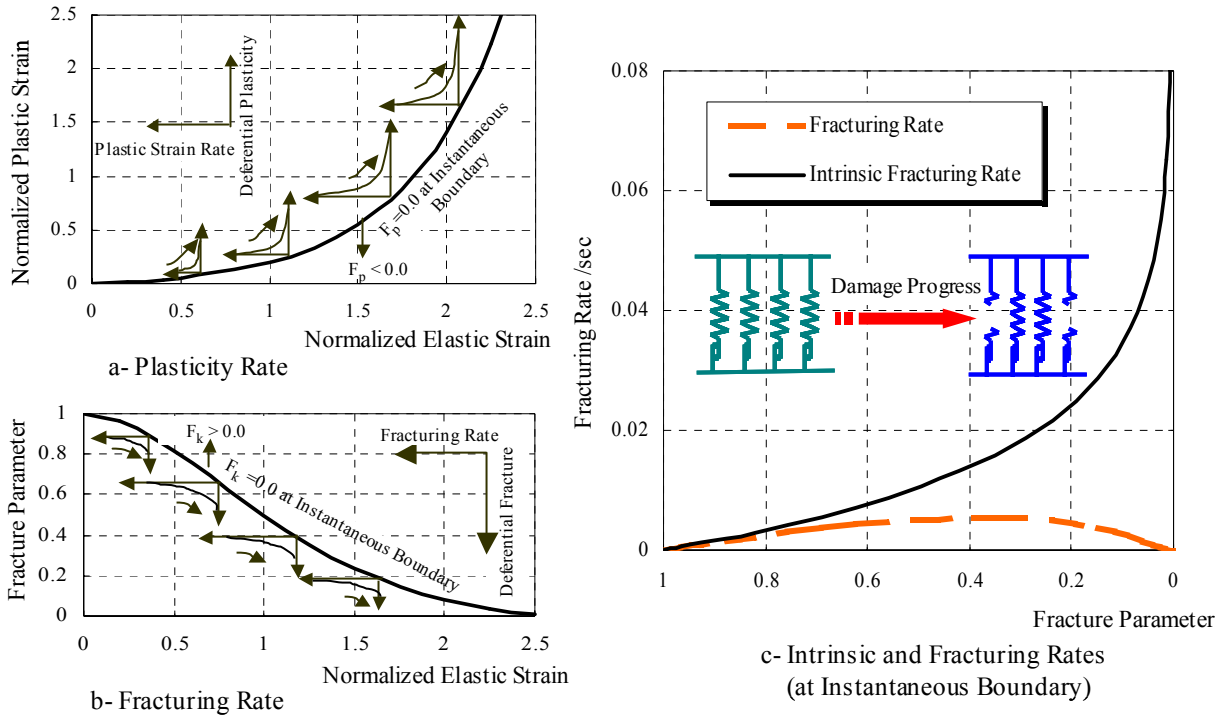 2.5
2
1.5
1
0.5
0
0
0.5
1
1.5
2
2.5
Normalized Plastic Strain
Plastic Strain Rate
Deferential Plasticity
Fp =0.0 at Instantaneous
Boundary
Fp < 0.0
Normalized Elastic Strain
a- Plasticity Rate
1
0.8
0.6
0.4
0.2
0
0
0.5
1
1.5
2
2.5
Fracture Parameter
Fk > 0.0
Fk =0.0 at Instantaneous Boundary
Fracturing Rate
Deferential Fracture
Normalized Elastic Strain
b- Fracturing Rate
0.08
0.06
0.04
0.02
0
1
0.8
0.6
0.4
0.2
0
Fracturing Rate /sec
Fracturing Rate
Intrinsic Fracturing Rate
Damage Progress
Fracture Parameter
c- Intrinsic and Fracturing Rates
(at Instantaneous Boundary)